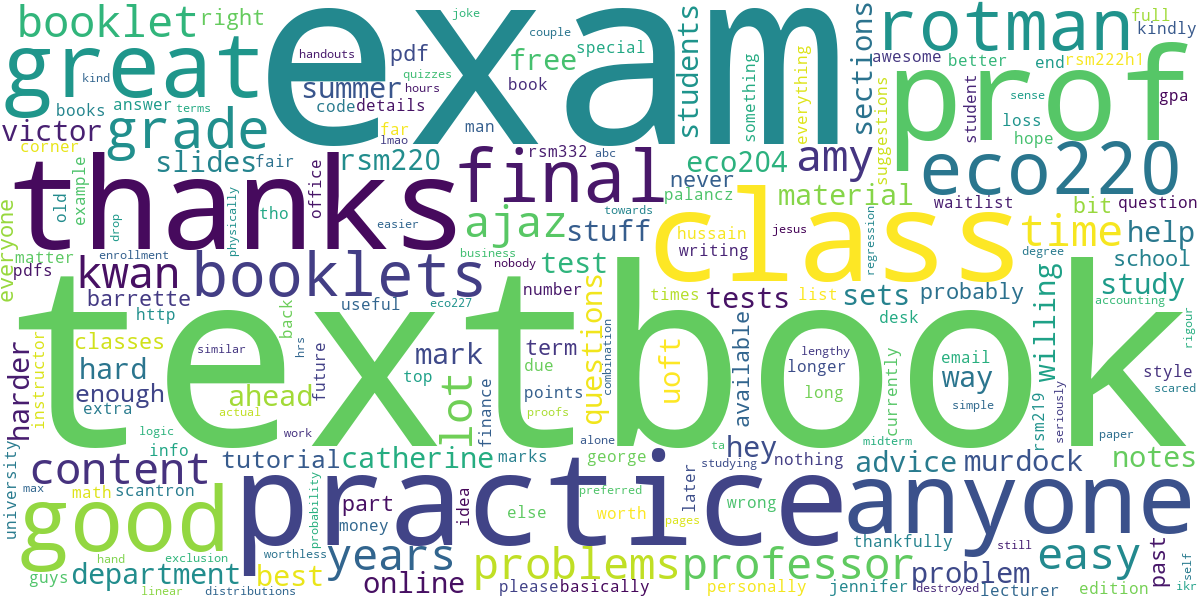 joke
booklet
right
great
exam
rotman
full
kindly
couple
handouts
pdf
free
special
students
sections
awesome
better
end
rsm222h1
kind
summer
quizzes
hours
book
something
everything
prof
gpa
books
answer
terms
code
details
man
suggestions
student
sense
loss
hope
victor
corner
grade
far
lmao
thanks
slides
fair
office
rsm220
final
rsm332
abc
eco204
amy
eco220
never
palancz
material
waitlist
bit
question
old
example
tho
physically
ajaz
towards
stuff
class
hussain
writing
jesus
regression
time
degree
help
everyone
drop
easier
enrollment
matter
pdfs
kwan
booklets
business
nobody
test
school
barrette
http
useful
eco227
number
questions
times
tests
list
sets
probably
study
accounting
textbook
back
desk
rigour
instructor
classes
hrs
similar
future
mark
term
due
combination
uoft
available
longer
lengthy
long
currently
email
way
willing
rsm219
seriously
style
scared
harder
hard
enough
extra
ahead
actual
top
lot
finance
points
proofs
simple
paper
university
logic
info
work
tutorial
catherine
marks
alone
george
ta
studying
hey
nothing
midterm
advice
murdock
notes
content
max
math
scantron
probability
practice
part
money
idea
else
preferred
worth
pages
later
wrong
anyone
good
hand
exclusion
worthless
years
thankfully
still
easy
past
self
guys
department
best
linear
distributions
online
problems
please
basically
professor
personally
jennifer
problem
destroyed
lecturer
edition
ikr